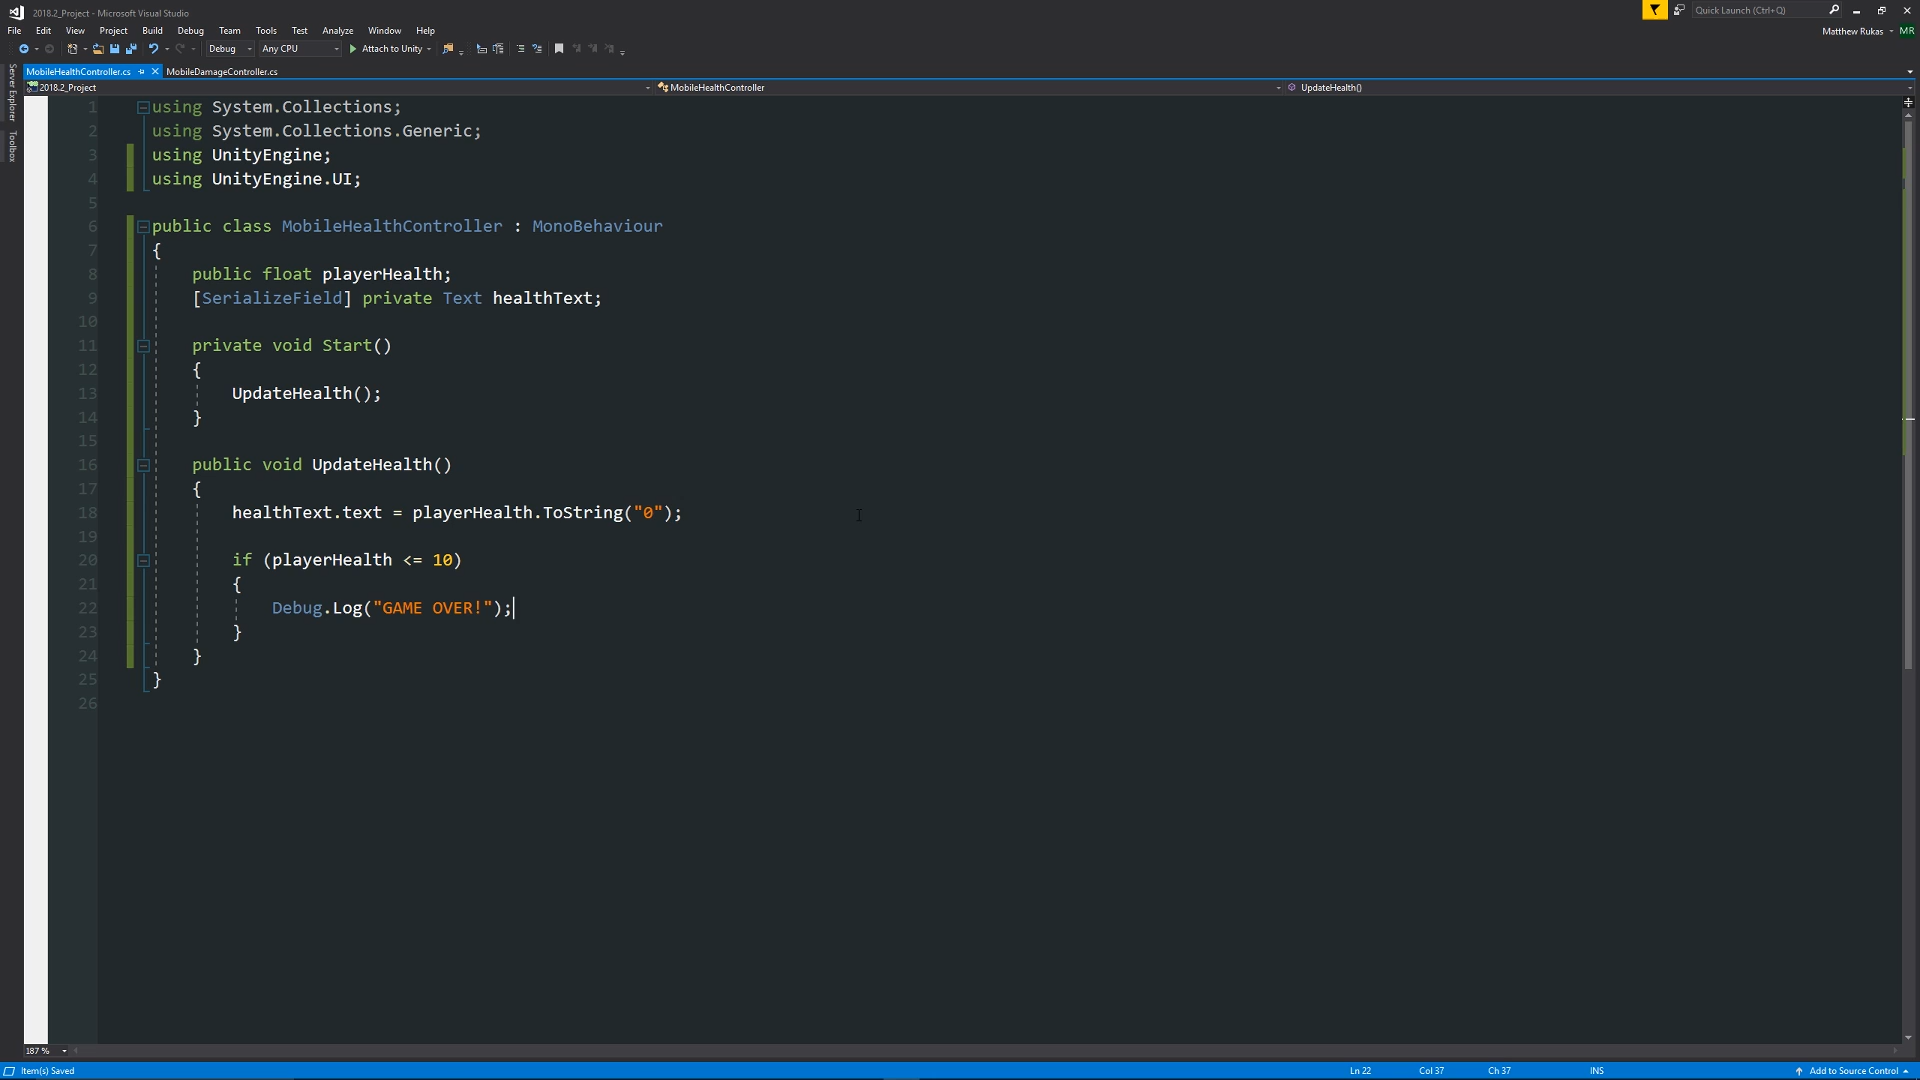 2018.2_Project - Microsoft Visual Studio
Quick Launch (Ctrl+Q)
File Edit View Project Build Debug Team Tools Test Analyze Window Help
Matthew Rukas MR
Debug Any CPU Attach to Unity
MobileHealthController.cs MobileDamageController.cs
2018.2_Project MobileHealthController UpdateHealth()
Server Explorer
Toolbox
1 using System.Collections;
2 using System.Collections.Generic;
3 using UnityEngine;
4 using UnityEngine.UI;
5
6 public class MobileHealthController : MonoBehaviour
7 {
8 public float playerHealth;
9 [SerializeField] private Text healthText;
10
11 private void Start()
12 {
13 UpdateHealth();
14 }
15
16 public void UpdateHealth()
17 {
18 healthText.text = playerHealth.ToString("0");
19
20 if (playerHealth <= 10)
21 {
22 Debug.Log("GAME OVER!");
23 }
24 }
25 }
26
187 %
Item(s) Saved Ln 22 Col 37 Ch 37 INS Add to Source Control